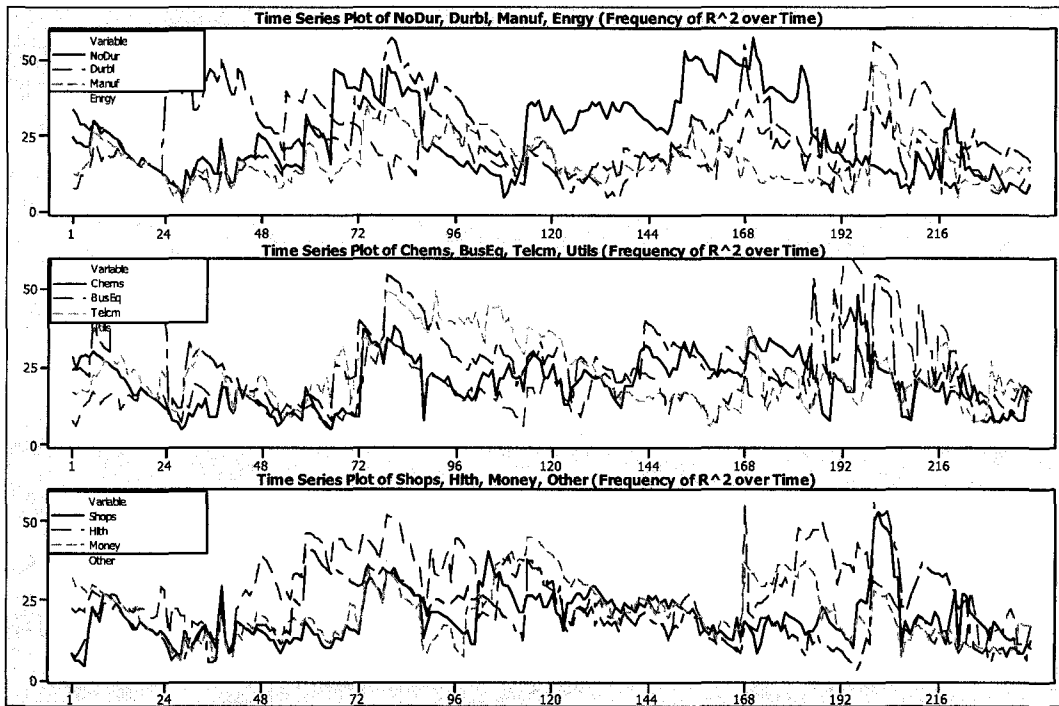 Time Series Plot of NoDur, Durbl, Manuf, Enrgy (Frequency of R^2 over Time)
Variable
NoDur
Durbl
Manuf
Enrgy
50
25
0
1 24 48 72 96 120 144 168 192 216
Time Series Plot of Chems, BusEq, Telcm, Utils (Frequency of R^2 over Time)
Variable
Chems
BusEq
Telcm
Utils
50
25
0
1 24 48 72 96 120 144 168 192 216
Time Series Plot of Shops, Hlth, Money, Other (Frequency of R^2 over Time)
Variable
Shops
Hlth
Money
Other
50
25
0
1 24 48 72 96 120 144 168 192 216